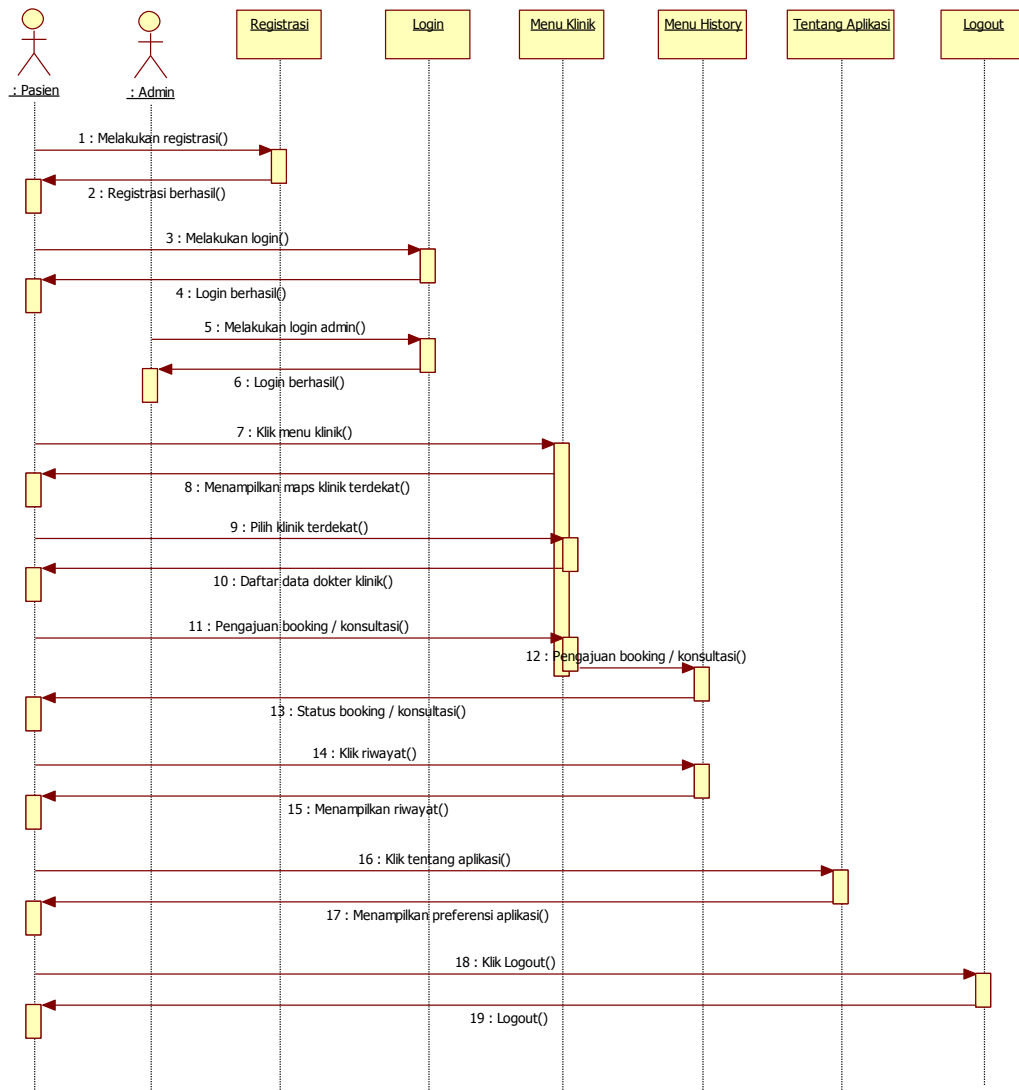 Registrasi
Login
Menu Klinik
Menu History
Tentang Aplikasi
Logout
: Pasien
: Admin
1 : Melakukan registrasi()
2 : Registrasi berhasil()
3 : Melakukan login()
4 : Login berhasil()
5 : Melakukan login admin()
6 : Login berhasil()
7 : Klik menu klinik()
8 : Menampilkan maps klinik terdekat()
9 : Pilih klinik terdekat()
10 : Daftar data dokter klinik()
11 : Pengajuan booking / konsultasi()
12 : Pengajuan booking / konsultasi()
13 : Status booking / konsultasi()
14 : Klik riwayat()
15 : Menampilkan riwayat()
16 : Klik tentang aplikasi()
17 : Menampilkan preferensi aplikasi()
18 : Klik Logout()
19 : Logout()